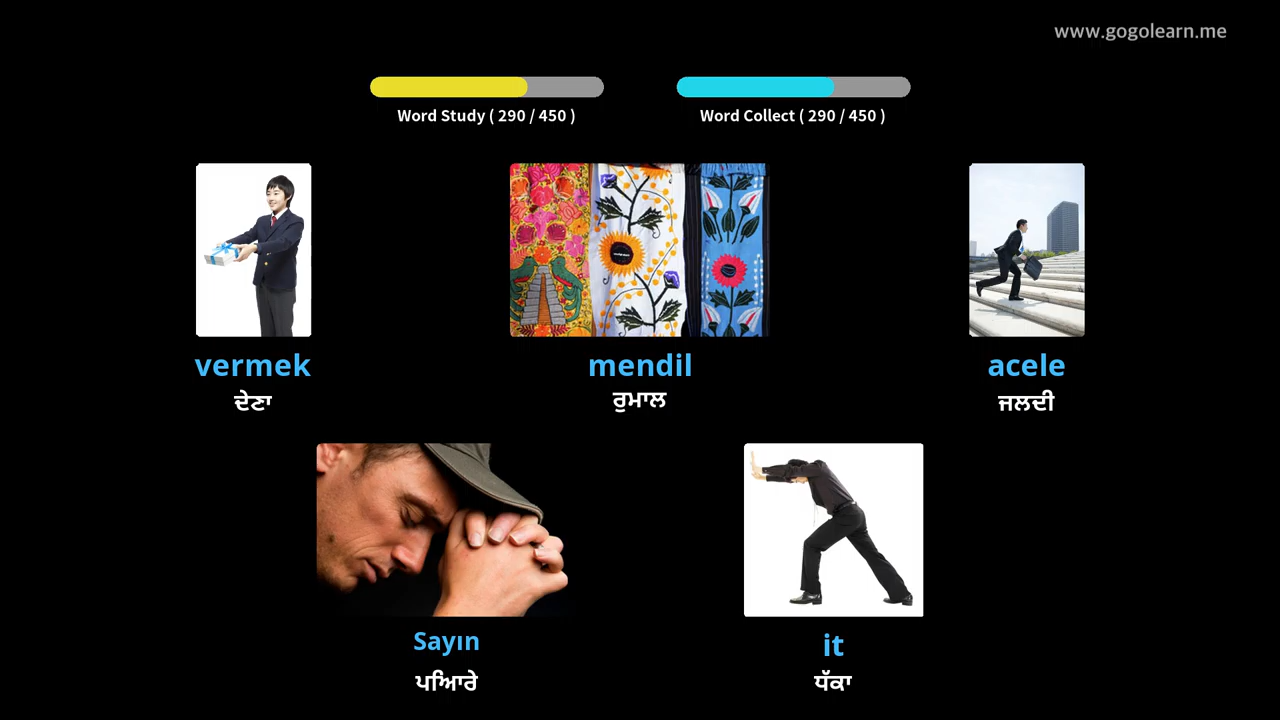 www.gogolearn.me
Word Study ( 290 / 450 )
Word Collect ( 290 / 450 )
vermek
ਦੇਣਾ
mendil
ਰੁਮਾਲ
acele
ਜਲਦੀ
Sayın
ਪਿਆਰੇ
it
ਧੱਕਾ